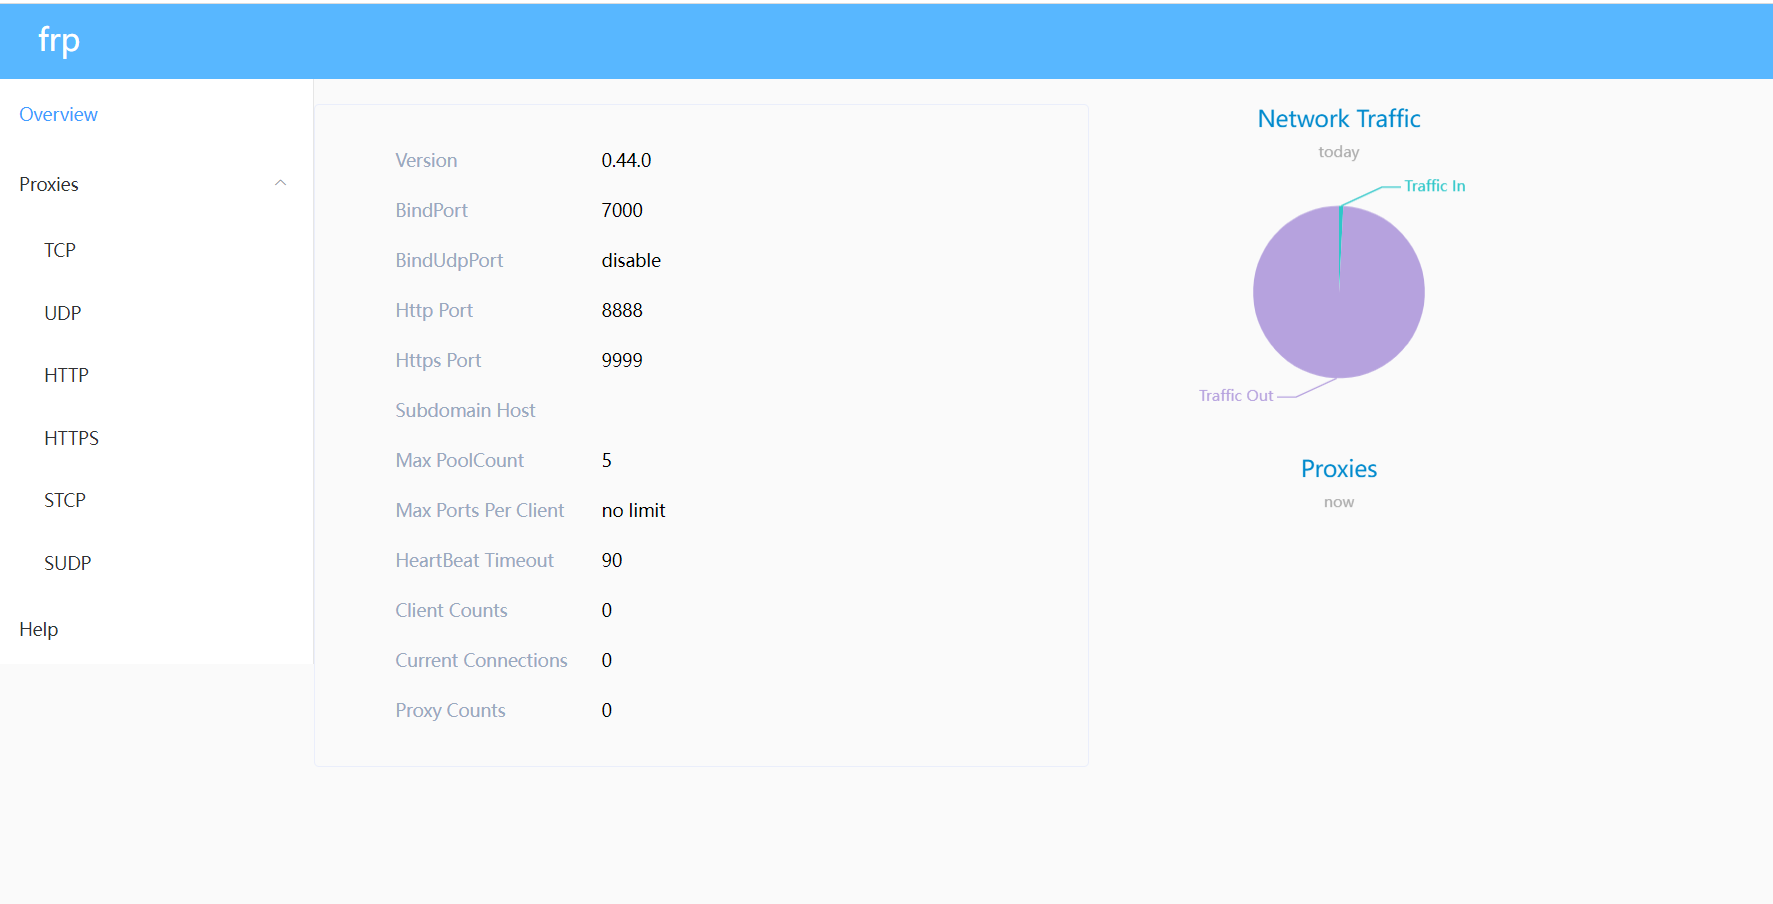 frp
Overview
Proxies
TCP
UDP
HTTP
HTTPS
STCP
SUDP
Help
Version 0.44.0
BindPort 7000
BindUdpPort disable
Http Port 8888
Https Port 9999
Subdomain Host
Max PoolCount 5
Max Ports Per Client no limit
HeartBeat Timeout 90
Client Counts 0
Current Connections 0
Proxy Counts 0
Network Traffic
today
Traffic In
Traffic Out
Proxies
now